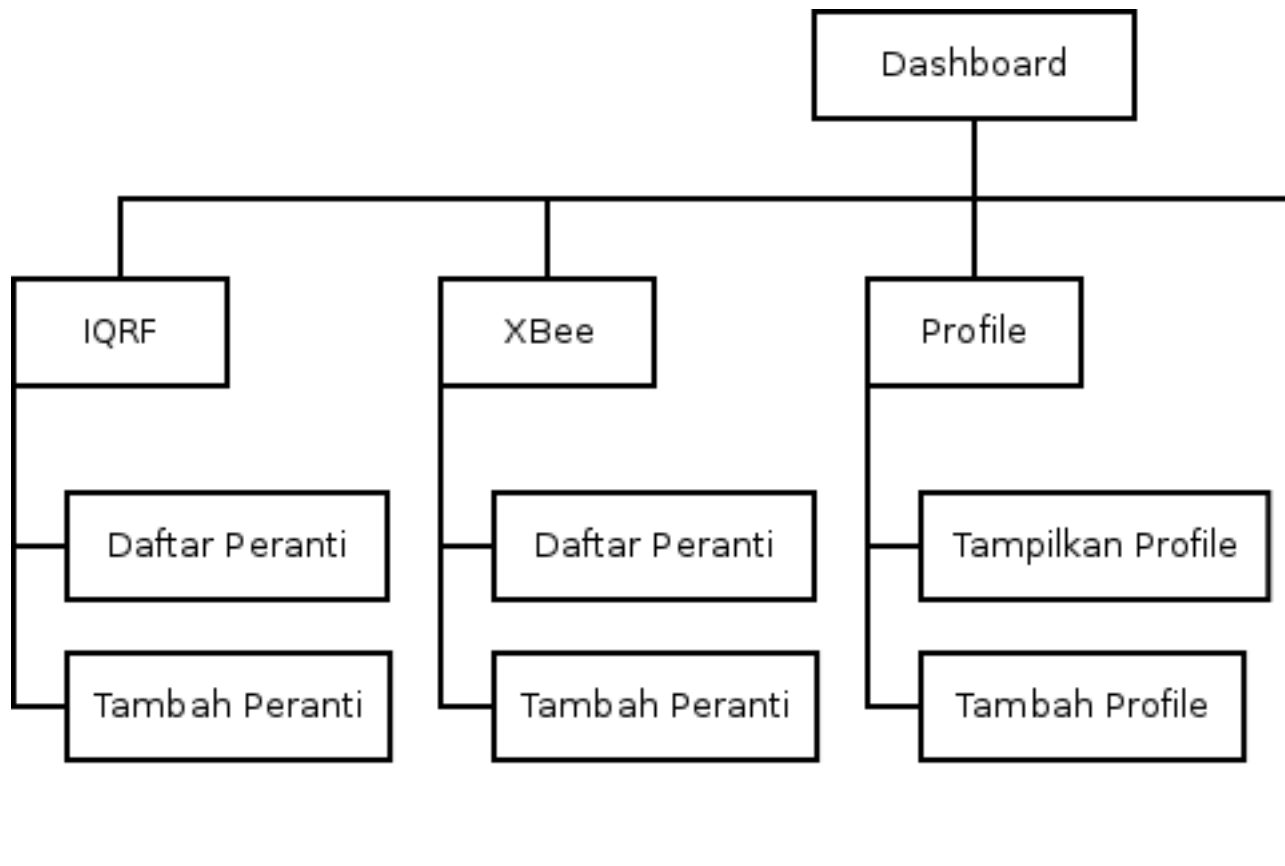 Dashboard
IQRF
XBee
Profile
Daftar Peranti
Daftar Peranti
Tampilkan Profile
Tambah Peranti
Tambah Peranti
Tambah Profile